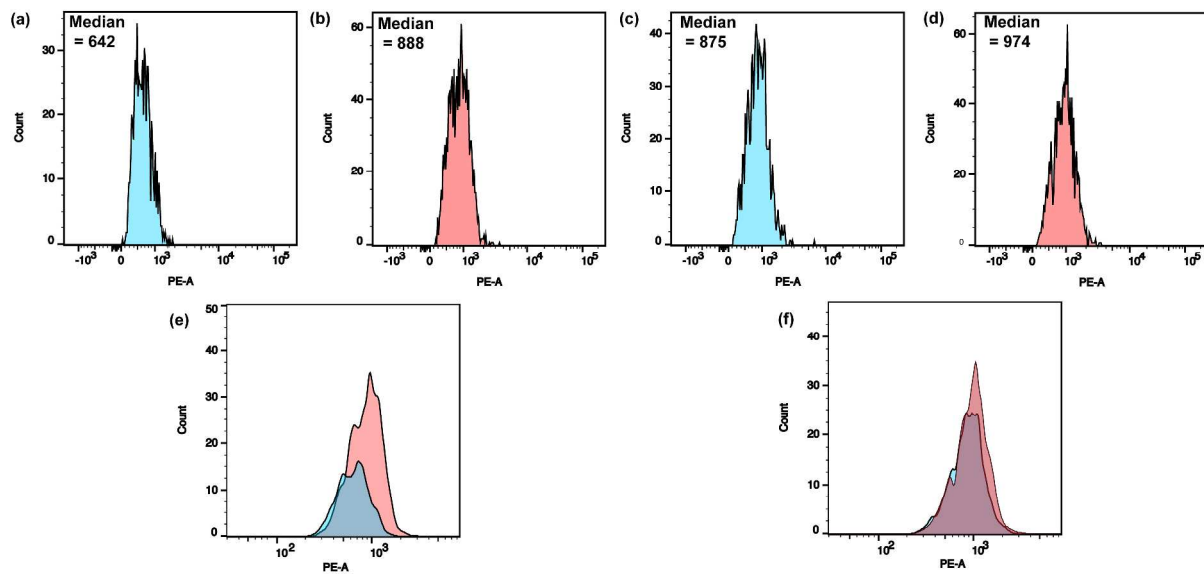 (a)
Median
= 642
30
20
10
0
Count
-10³ 0 10³ 10⁴ 10⁵
PE-A
(b)
Median
= 888
60
40
20
0
Count
-10³ 0 10³ 10⁴ 10⁵
PE-A
(c)
Median
= 875
40
30
20
10
0
Count
-10³ 0 10³ 10⁴ 10⁵
PE-A
(d)
Median
= 974
60
40
20
0
Count
-10³ 0 10³ 10⁴ 10⁵
PE-A
(e)
50
40
30
20
10
0
Count
10² 10³
PE-A
(f)
40
30
20
10
0
Count
10² 10³
PE-A